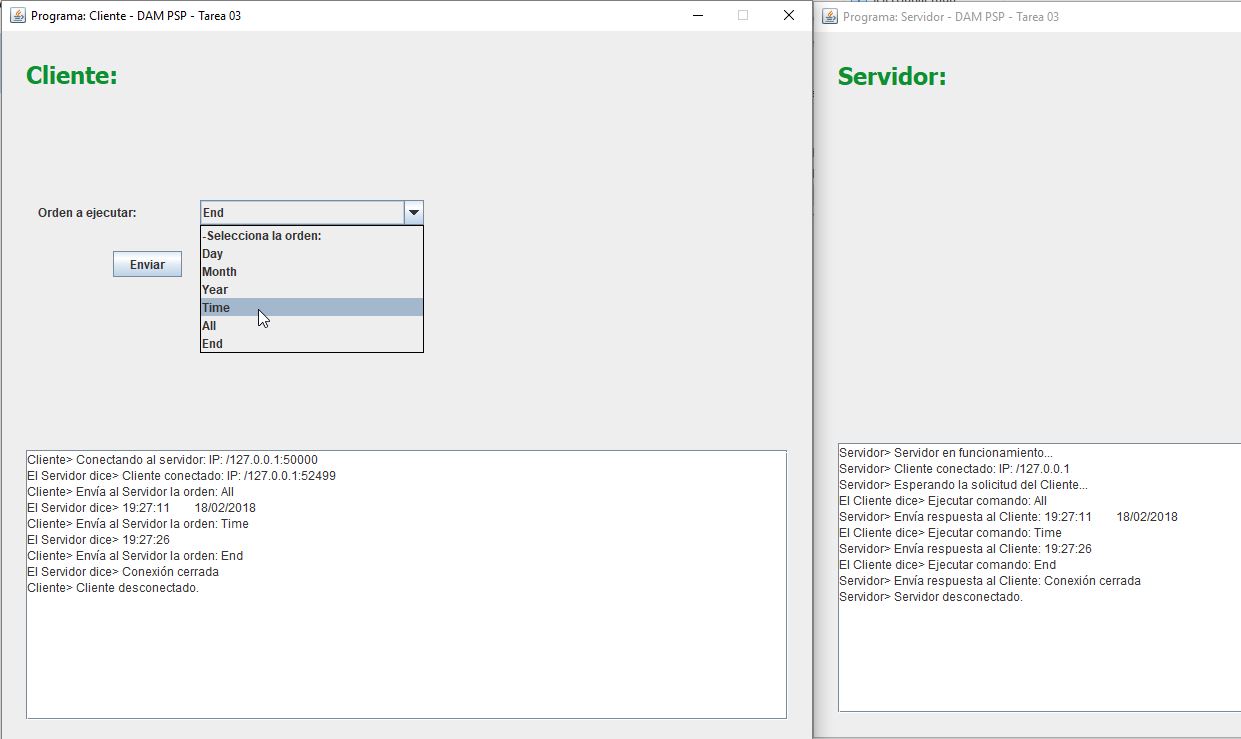 Programa: Cliente - DAM PSP - Tarea 03
Cliente:
Orden a ejecutar:
End
-Selecciona la orden:
Day
Month
Year
Time
All
End
Enviar
Cliente> Conectando al servidor: IP: /127.0.0.1:50000
El Servidor dice> Cliente conectado: IP: /127.0.0.1:52499
Cliente> Envía al Servidor la orden: All
El Servidor dice> 19:27:11 18/02/2018
Cliente> Envía al Servidor la orden: Time
El Servidor dice> 19:27:26
Cliente> Envía al Servidor la orden: End
El Servidor dice> Conexión cerrada
Cliente> Cliente desconectado.
Programa: Servidor - DAM PSP - Tarea 03
Servidor:
Servidor> Servidor en funcionamiento...
Servidor> Cliente conectado: IP: /127.0.0.1
Servidor> Esperando la solicitud del Cliente...
El Cliente dice> Ejecutar comando: All
Servidor> Envía respuesta al Cliente: 19:27:11 18/02/2018
El Cliente dice> Ejecutar comando: Time
Servidor> Envía respuesta al Cliente: 19:27:26
El Cliente dice> Ejecutar comando: End
Servidor> Envía respuesta al Cliente: Conexión cerrada
Servidor> Servidor desconectado.